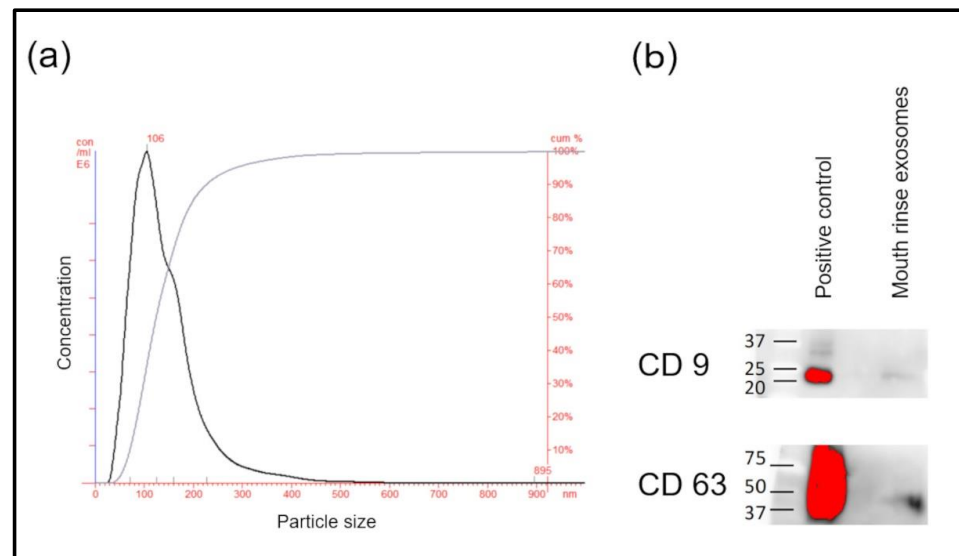 (a)
con
/ml
E6
106
cum %
100%
90%
80%
70%
60%
50%
40%
30%
20%
10%
895
0 100 200 300 400 500 600 700 800 900 nm
Concentration
Particle size
(b)
Positive control
Mouth rinse exosomes
CD 9
37
25
20
CD 63
75
50
37